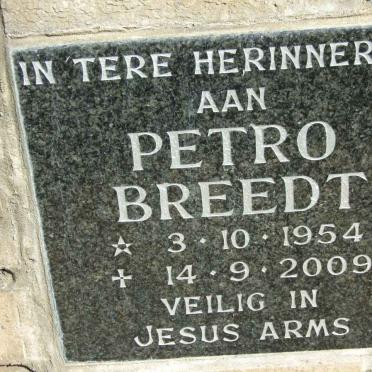 IN TERE HERINNER
AAN
PETRO
BREEDT
☆ 3·10·1954
✝ 14·9·2009
VEILIG IN
JESUS ARMS